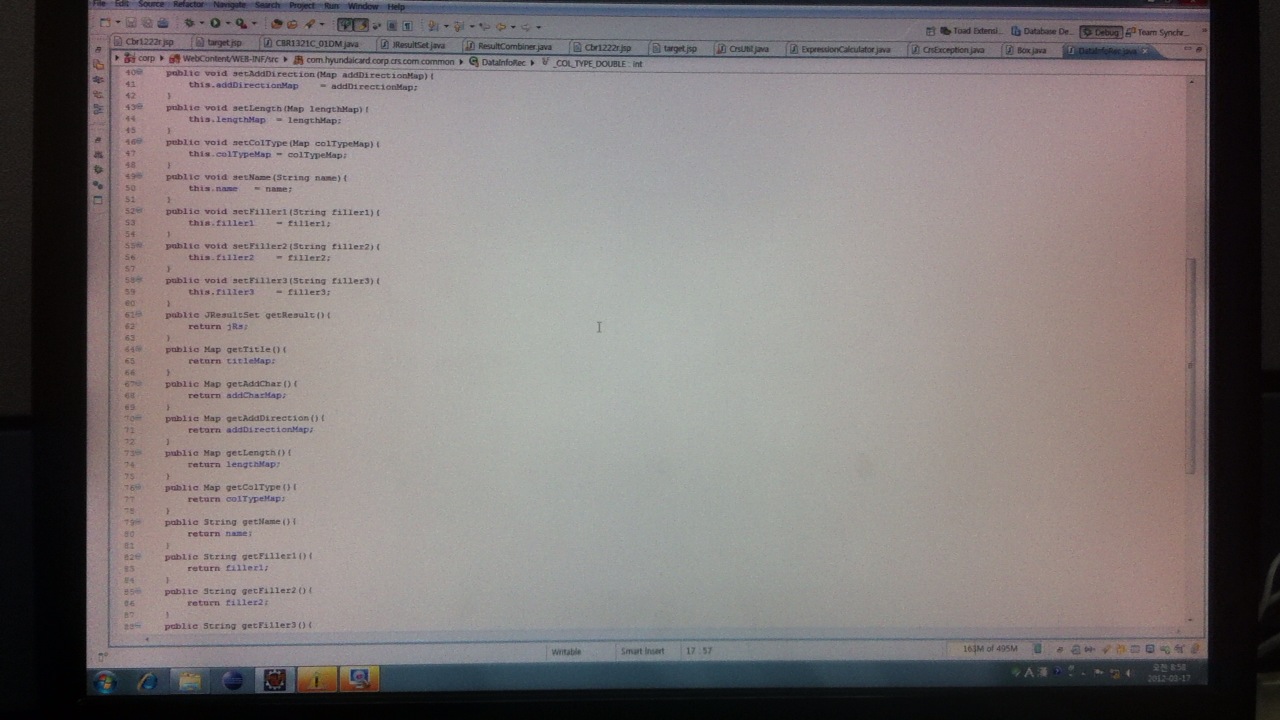 File Edit Source Refactor Navigate Search Project Run Window Help
Toad Extensi... Database De... Debug Team Synchr...
Cbr1222r.jsp target.jsp CBR1321C_01DM.java JResultSet.java ResultCombiner.java Cbr1222r.jsp target.jsp CrsUtil.java ExpressionCalculator.java CrsException.java Box.java DataInfoRec.java
corp WebContent/WEB-INF/src com.hyundaicard.corp.crs.com.common DataInfoRec _COL_TYPE_DOUBLE : int
40 public void setAddDirection(Map addDirectionMap){
41 this.addDirectionMap = addDirectionMap;
42 }
43 public void setLength(Map lengthMap){
44 this.lengthMap = lengthMap;
45 }
46 public void setColType(Map colTypeMap){
47 this.colTypeMap = colTypeMap;
48 }
49 public void setName(String name){
50 this.name = name;
51 }
52 public void setFiller1(String filler1){
53 this.filler1 = filler1;
54 }
55 public void setFiller2(String filler2){
56 this.filler2 = filler2;
57 }
58 public void setFiller3(String filler3){
59 this.filler3 = filler3;
60 }
61 public JResultSet getResult(){
62 return jRs;
63 }
64 public Map getTitle(){
65 return titleMap;
66 }
67 public Map getAddChar(){
68 return addCharMap;
69 }
70 public Map getAddDirection(){
71 return addDirectionMap;
72 }
73 public Map getLength(){
74 return lengthMap;
75 }
76 public Map getColType(){
77 return colTypeMap;
78 }
79 public String getName(){
80 return name;
81 }
82 public String getFiller1(){
83 return filler1;
84 }
85 public String getFiller2(){
86 return filler2;
87 }
88 public String getFiller3(){
Writable Smart Insert 17 : 57 163M of 495M
A 漢 오전 8:58
2012-03-17